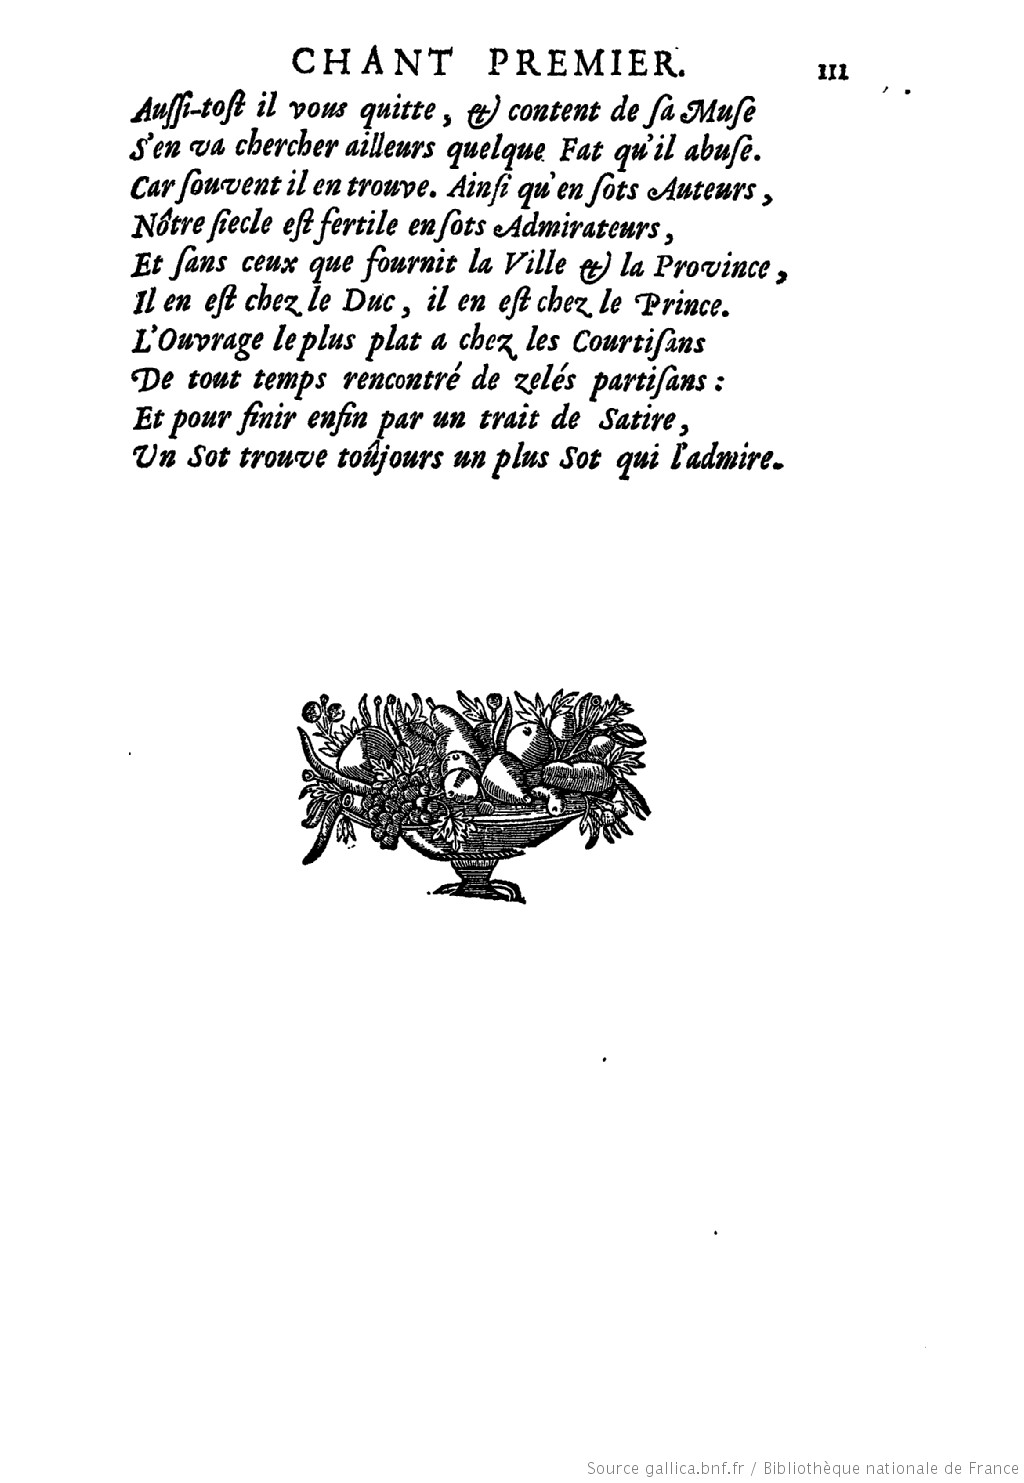 CHANT PREMIER. 111
Auſſi-toſt il vous quitte, & content de ſa Muſe
S'en va chercher ailleurs quelque Fat qu'il abuſe.
Car ſouvent il en trouve. Ainſi qu'en ſots Auteurs,
Nôtre ſiecle eſt fertile en ſots Admirateurs,
Et ſans ceux que fournit la Ville & la Province,
Il en eſt chez le Duc, il en eſt chez le Prince.
L'Ouvrage le plus plat a chez les Courtiſans
De tout temps rencontré de zelés partiſans :
Et pour finir enfin par un trait de Satire,
Un Sot trouve toûjours un plus Sot qui l'admire.
Source gallica.bnf.fr / Bibliothèque nationale de France